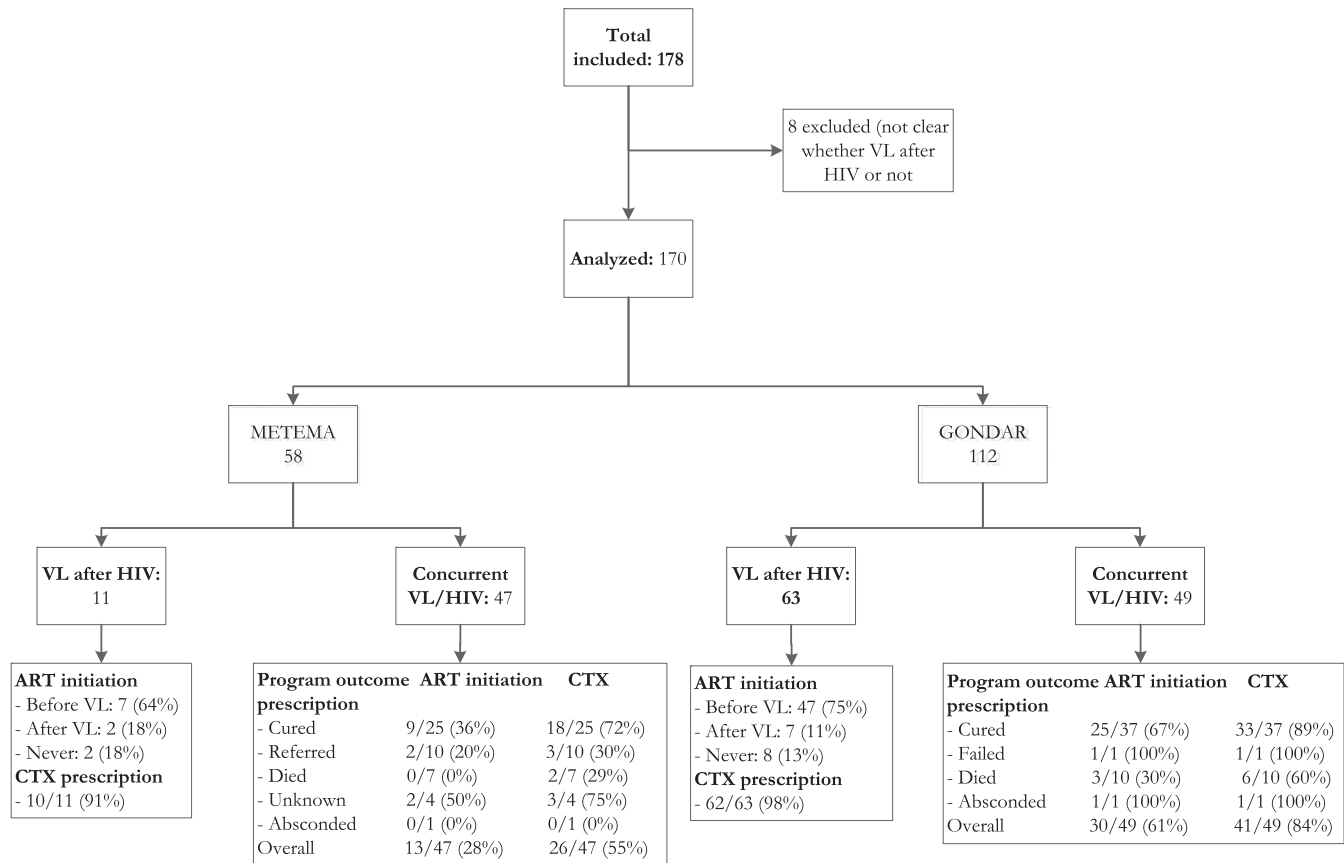 Total
included: 178
8 excluded (not clear
whether VL after
HIV or not
Analyzed: 170
METEMA
58
GONDAR
112
VL after HIV:
11
Concurrent
VL/HIV: 47
VL after HIV:
63
Concurrent
VL/HIV: 49
ART initiation
- Before VL: 7 (64%)
- After VL: 2 (18%)
- Never: 2 (18%)
CTX prescription
- 10/11 (91%)
Program outcome ART initiation CTX
prescription
- Cured 9/25 (36%) 18/25 (72%)
- Referred 2/10 (20%) 3/10 (30%)
- Died 0/7 (0%) 2/7 (29%)
- Unknown 2/4 (50%) 3/4 (75%)
- Absconded 0/1 (0%) 0/1 (0%)
Overall 13/47 (28%) 26/47 (55%)
ART initiation
- Before VL: 47 (75%)
- After VL: 7 (11%)
- Never: 8 (13%)
CTX prescription
- 62/63 (98%)
Program outcome ART initiation CTX
prescription
- Cured 25/37 (67%) 33/37 (89%)
- Failed 1/1 (100%) 1/1 (100%)
- Died 3/10 (30%) 6/10 (60%)
- Absconded 1/1 (100%) 1/1 (100%)
Overall 30/49 (61%) 41/49 (84%)